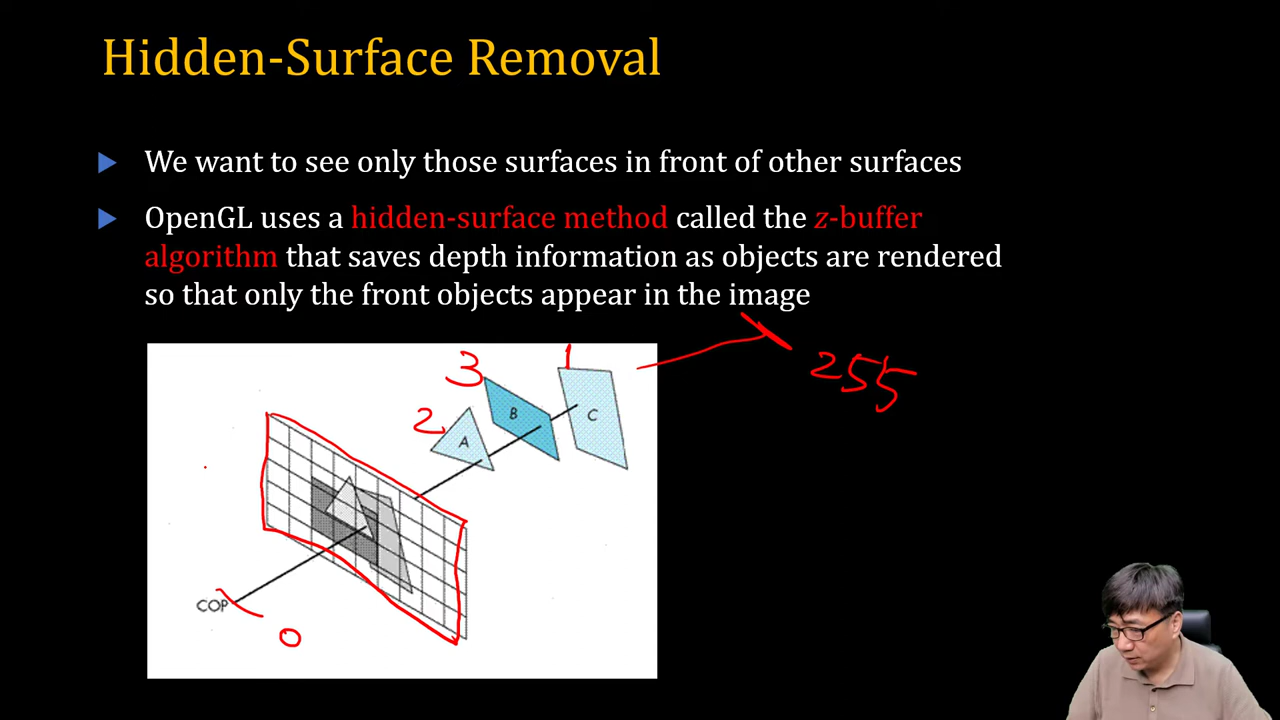 Hidden-Surface Removal
We want to see only those surfaces in front of other surfaces
OpenGL uses a hidden-surface method called the z-buffer
algorithm that saves depth information as objects are rendered
so that only the front objects appear in the image
1
3
255
2
B
C
A
COP
0